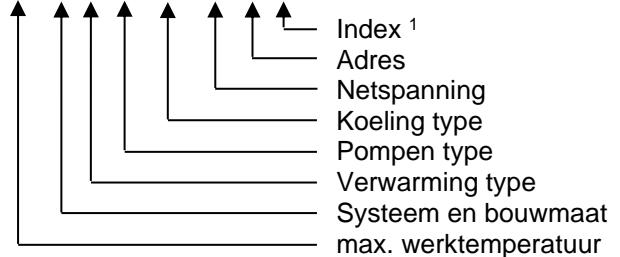 Index ¹
Adres
Netspanning
Koeling type
Pompen type
Verwarming type
Systeem en bouwmaat
max. werktemperatuur